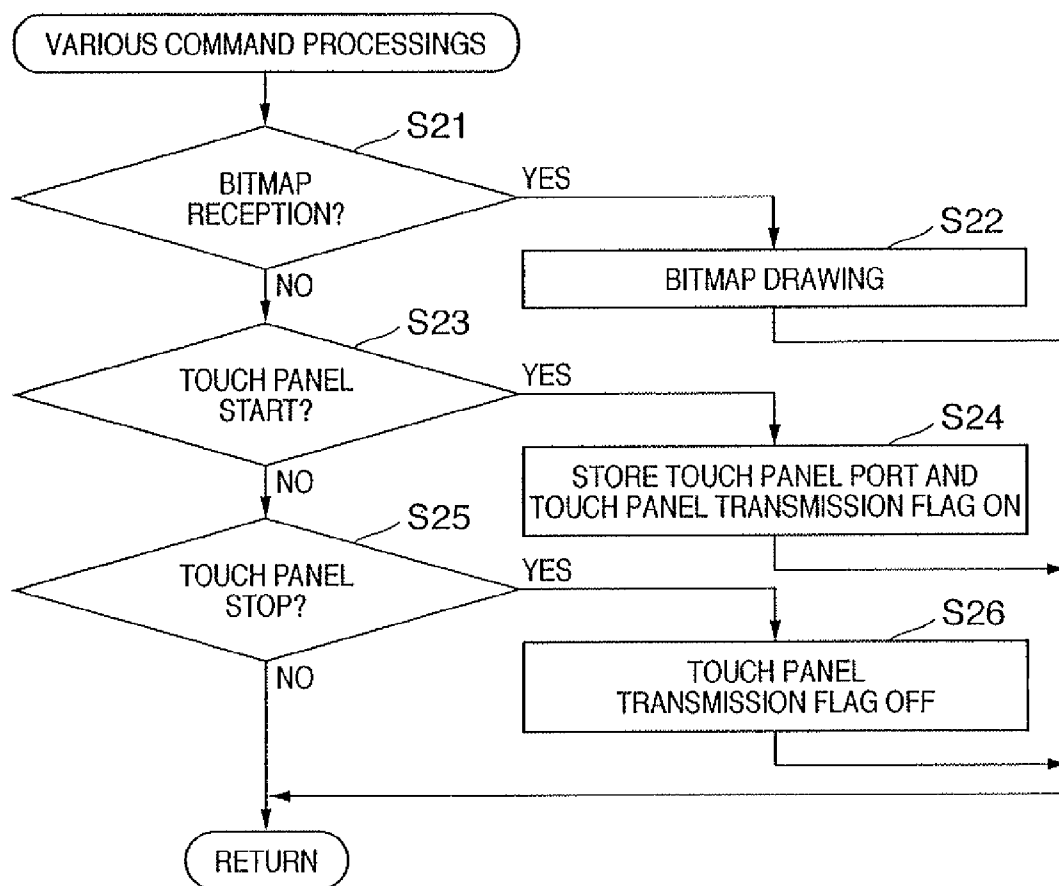 VARIOUS COMMAND PROCESSINGS
S21
BITMAP
RECEPTION?
YES
NO
S22
BITMAP DRAWING
S23
TOUCH PANEL
START?
YES
NO
S24
STORE TOUCH PANEL PORT AND
TOUCH PANEL TRANSMISSION FLAG ON
S25
TOUCH PANEL
STOP?
YES
NO
S26
TOUCH PANEL
TRANSMISSION FLAG OFF
RETURN